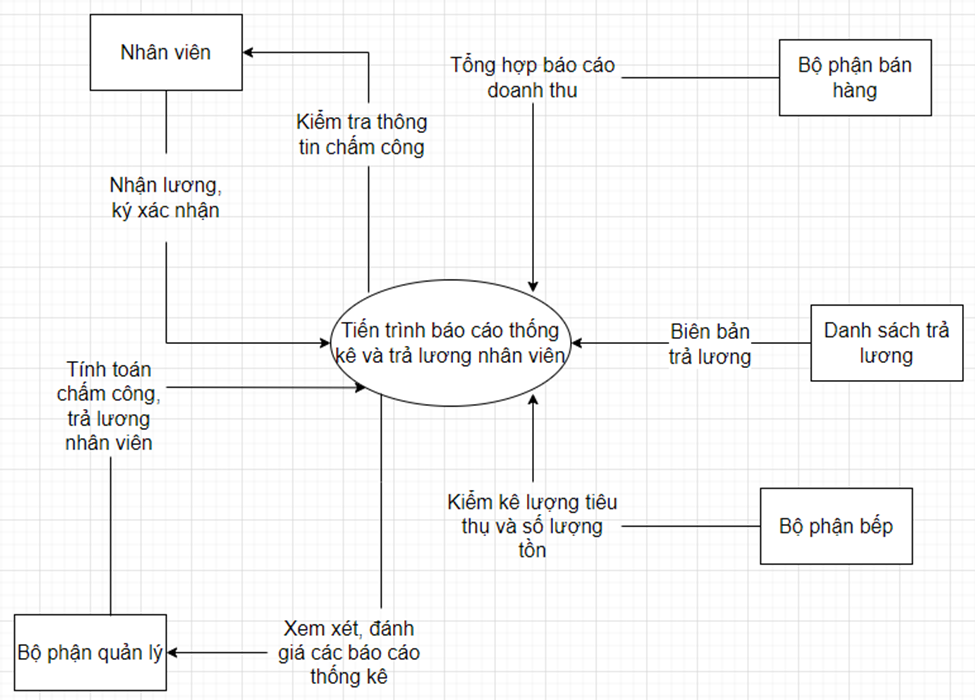 Nhân viên
Tổng hợp báo cáo
doanh thu
Bộ phận bán
hàng
Kiểm tra thông
tin chấm công
Nhận lương,
ký xác nhận
Tiến trình báo cáo thống
kê và trả lương nhân viên
Biên bản
trả lương
Danh sách trả
lương
Tính toán
chấm công,
trả lương
nhân viên
Kiểm kê lượng tiêu
thụ và số lượng
tồn
Bộ phận bếp
Bộ phận quản lý
Xem xét, đánh
giá các báo cáo
thống kê